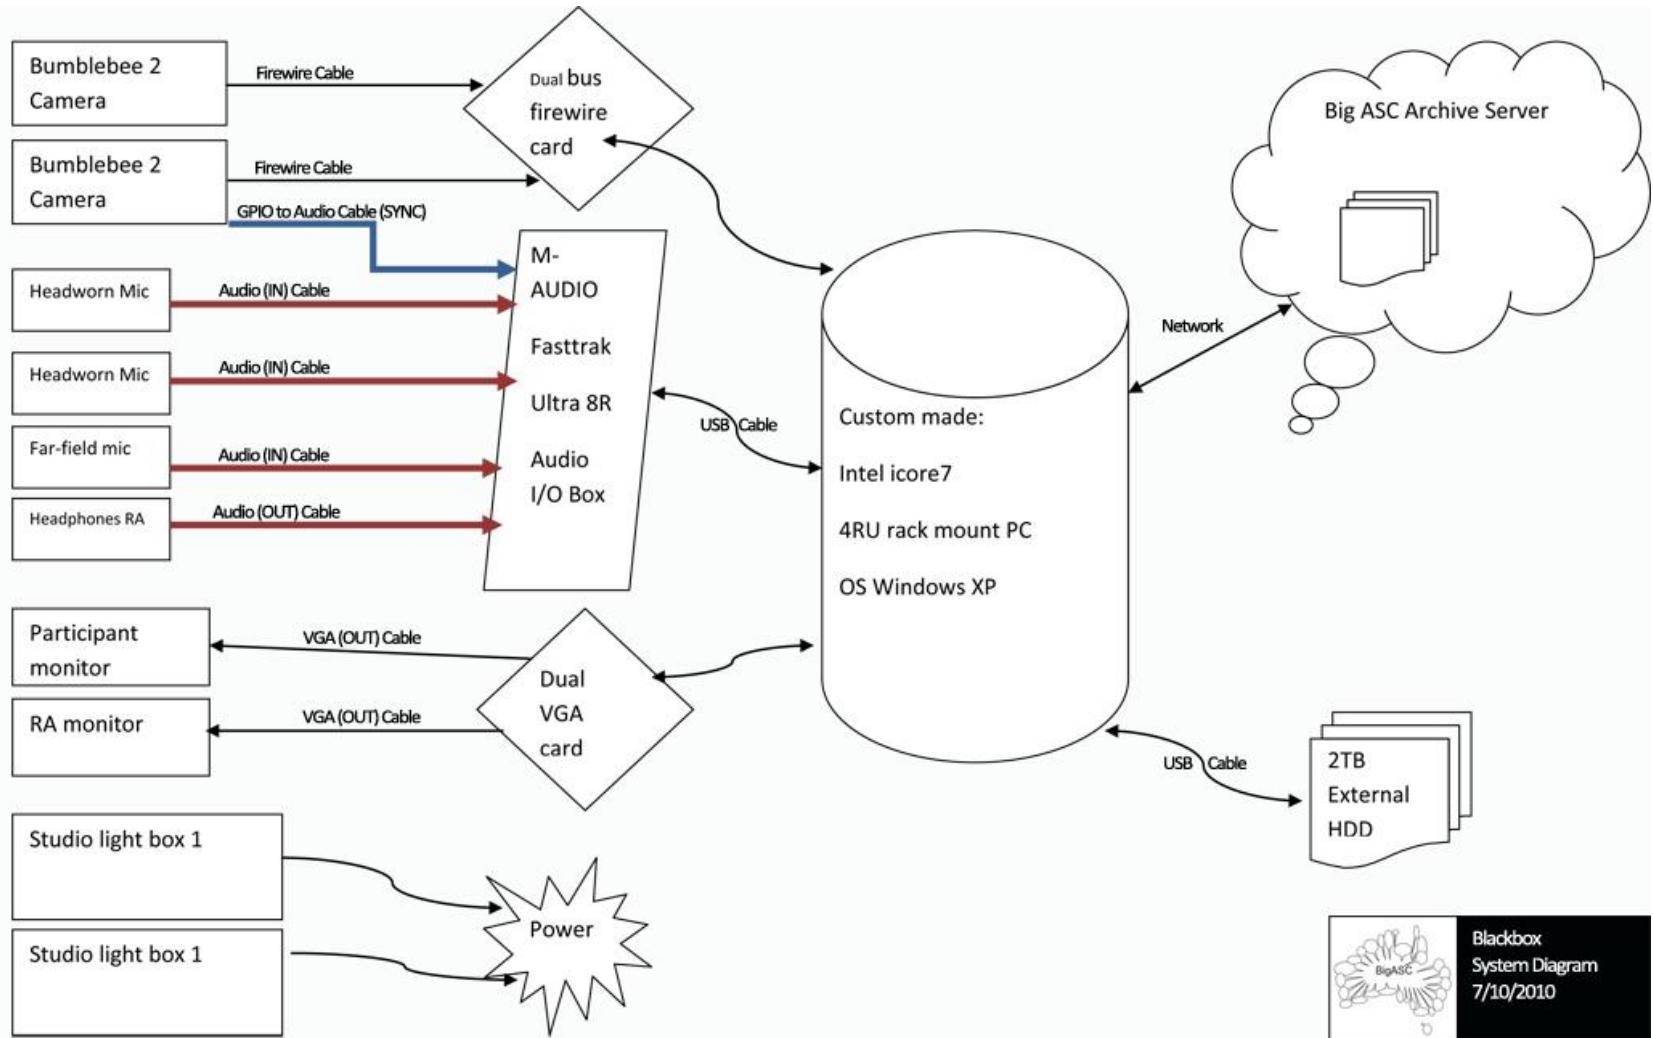 Bumblebee 2
Camera
Firewire Cable
Dual bus
firewire
card
Bumblebee 2
Camera
Firewire Cable
GPIO to Audio Cable (SYNC)
Headworn Mic
Audio (IN) Cable
Headworn Mic
Audio (IN) Cable
Far-field mic
Audio (IN) Cable
Headphones RA
Audio (OUT) Cable
M-
AUDIO
Fasttrak
Ultra 8R
Audio
I/O Box
USB Cable
Custom made:
Intel icore7
4RU rack mount PC
OS Windows XP
Network
Big ASC Archive Server
Participant
monitor
VGA (OUT) Cable
RA monitor
VGA (OUT) Cable
Dual
VGA
card
USB Cable
2TB
External
HDD
Studio light box 1
Studio light box 1
Power
BigASC
Blackbox
System Diagram
7/10/2010